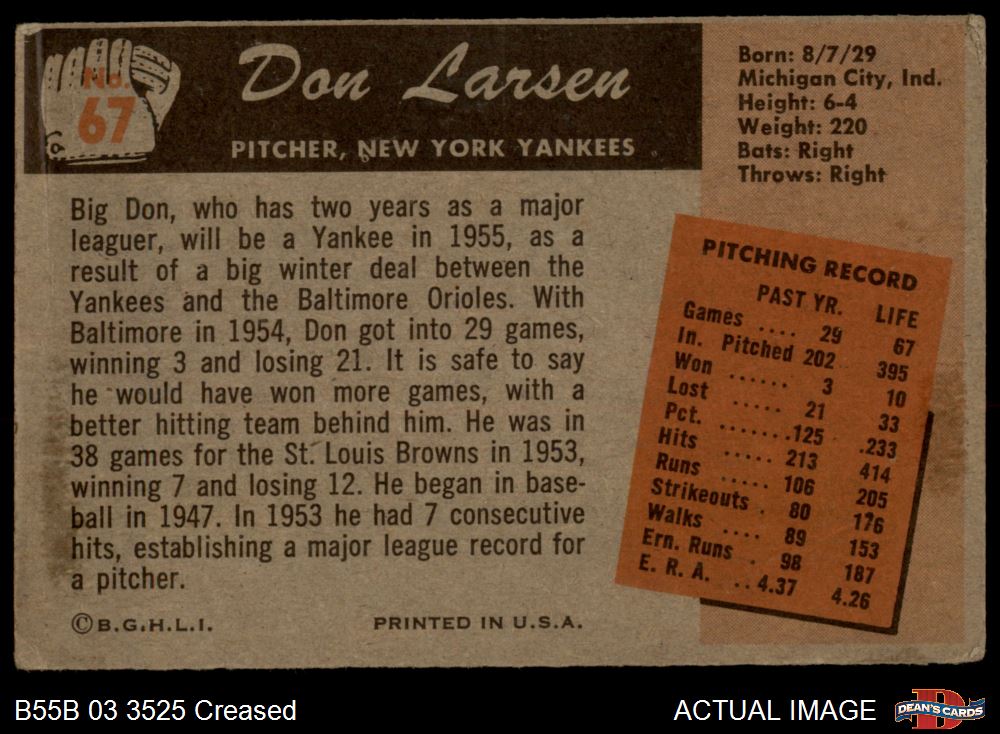 No.
67
Don Larsen
PITCHER, NEW YORK YANKEES
Born: 8/7/29
Michigan City, Ind.
Height: 6-4
Weight: 220
Bats: Right
Throws: Right
Big Don, who has two years as a major
leaguer, will be a Yankee in 1955, as a
result of a big winter deal between the
Yankees and the Baltimore Orioles. With
Baltimore in 1954, Don got into 29 games,
winning 3 and losing 21. It is safe to say
he would have won more games, with a
better hitting team behind him. He was in
38 games for the St. Louis Browns in 1953,
winning 7 and losing 12. He began in base-
ball in 1947. In 1953 he had 7 consecutive
hits, establishing a major league record for
a pitcher.
©B.G.H.L.I.
PRINTED IN U.S.A.
PITCHING RECORD
PAST YR. LIFE
Games .... 29 67
In. Pitched 202 395
Won ...... 3 10
Lost ..... 21 33
Pct. .......125 .233
Hits ..... 213 414
Runs ..... 106 205
Strikeouts . 80 176
Walks .... 89 153
Ern. Runs . 98 187
E. R. A. ..4.37 4.26
B55B 03 3525 Creased
ACTUAL IMAGE
D
DEAN'S CARDS